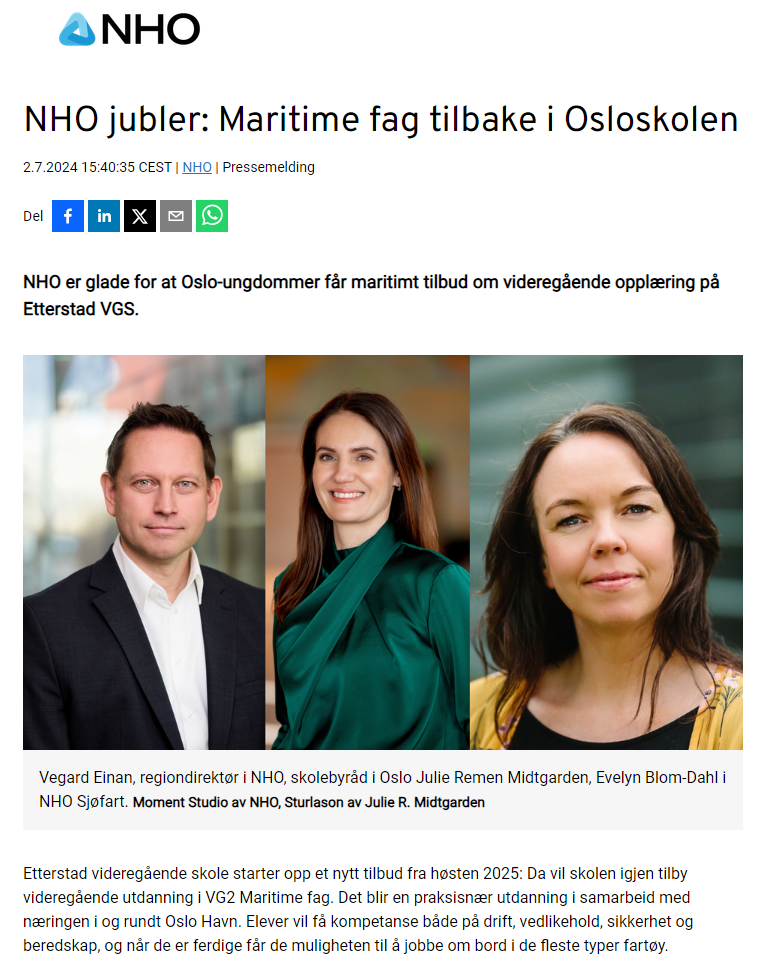 NHO
NHO jubler: Maritime fag tilbake i Osloskolen
2.7.2024 15:40:35 CEST | NHO | Pressemelding
Del
NHO er glade for at Oslo-ungdommer får maritimt tilbud om videregående opplæring på
Etterstad VGS.
Vegard Einan, regiondirektør i NHO, skolebyråd i Oslo Julie Remen Midtgarden, Evelyn Blom-Dahl i
NHO Sjøfart. Moment Studio av NHO, Sturlason av Julie R. Midtgarden
Etterstad videregående skole starter opp et nytt tilbud fra høsten 2025: Da vil skolen igjen tilby
videregående utdanning i VG2 Maritime fag. Det blir en praksisnær utdanning i samarbeid med
næringen i og rundt Oslo Havn. Elever vil få kompetanse både på drift, vedlikehold, sikkerhet og
beredskap, og når de er ferdige får de muligheten til å jobbe om bord i de fleste typer fartøy.